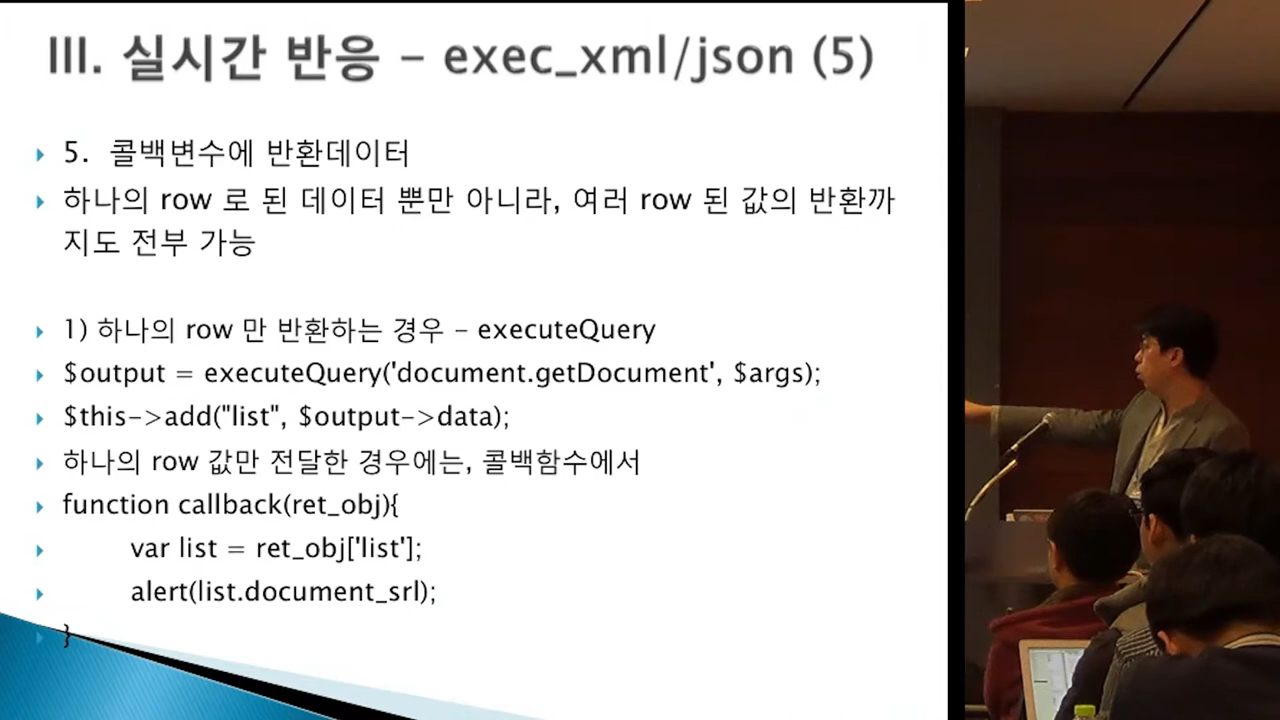 III. 실시간 반응 - exec_xml/json (5)
5. 콜백변수에 반환데이터
하나의 row 로 된 데이터 뿐만 아니라, 여러 row 된 값의 반환까
지도 전부 가능
1) 하나의 row 만 반환하는 경우 - executeQuery
$output = executeQuery('document.getDocument', $args);
$this->add("list", $output->data);
하나의 row 값만 전달한 경우에는, 콜백함수에서
function callback(ret_obj){
var list = ret_obj['list'];
alert(list.document_srl);
}